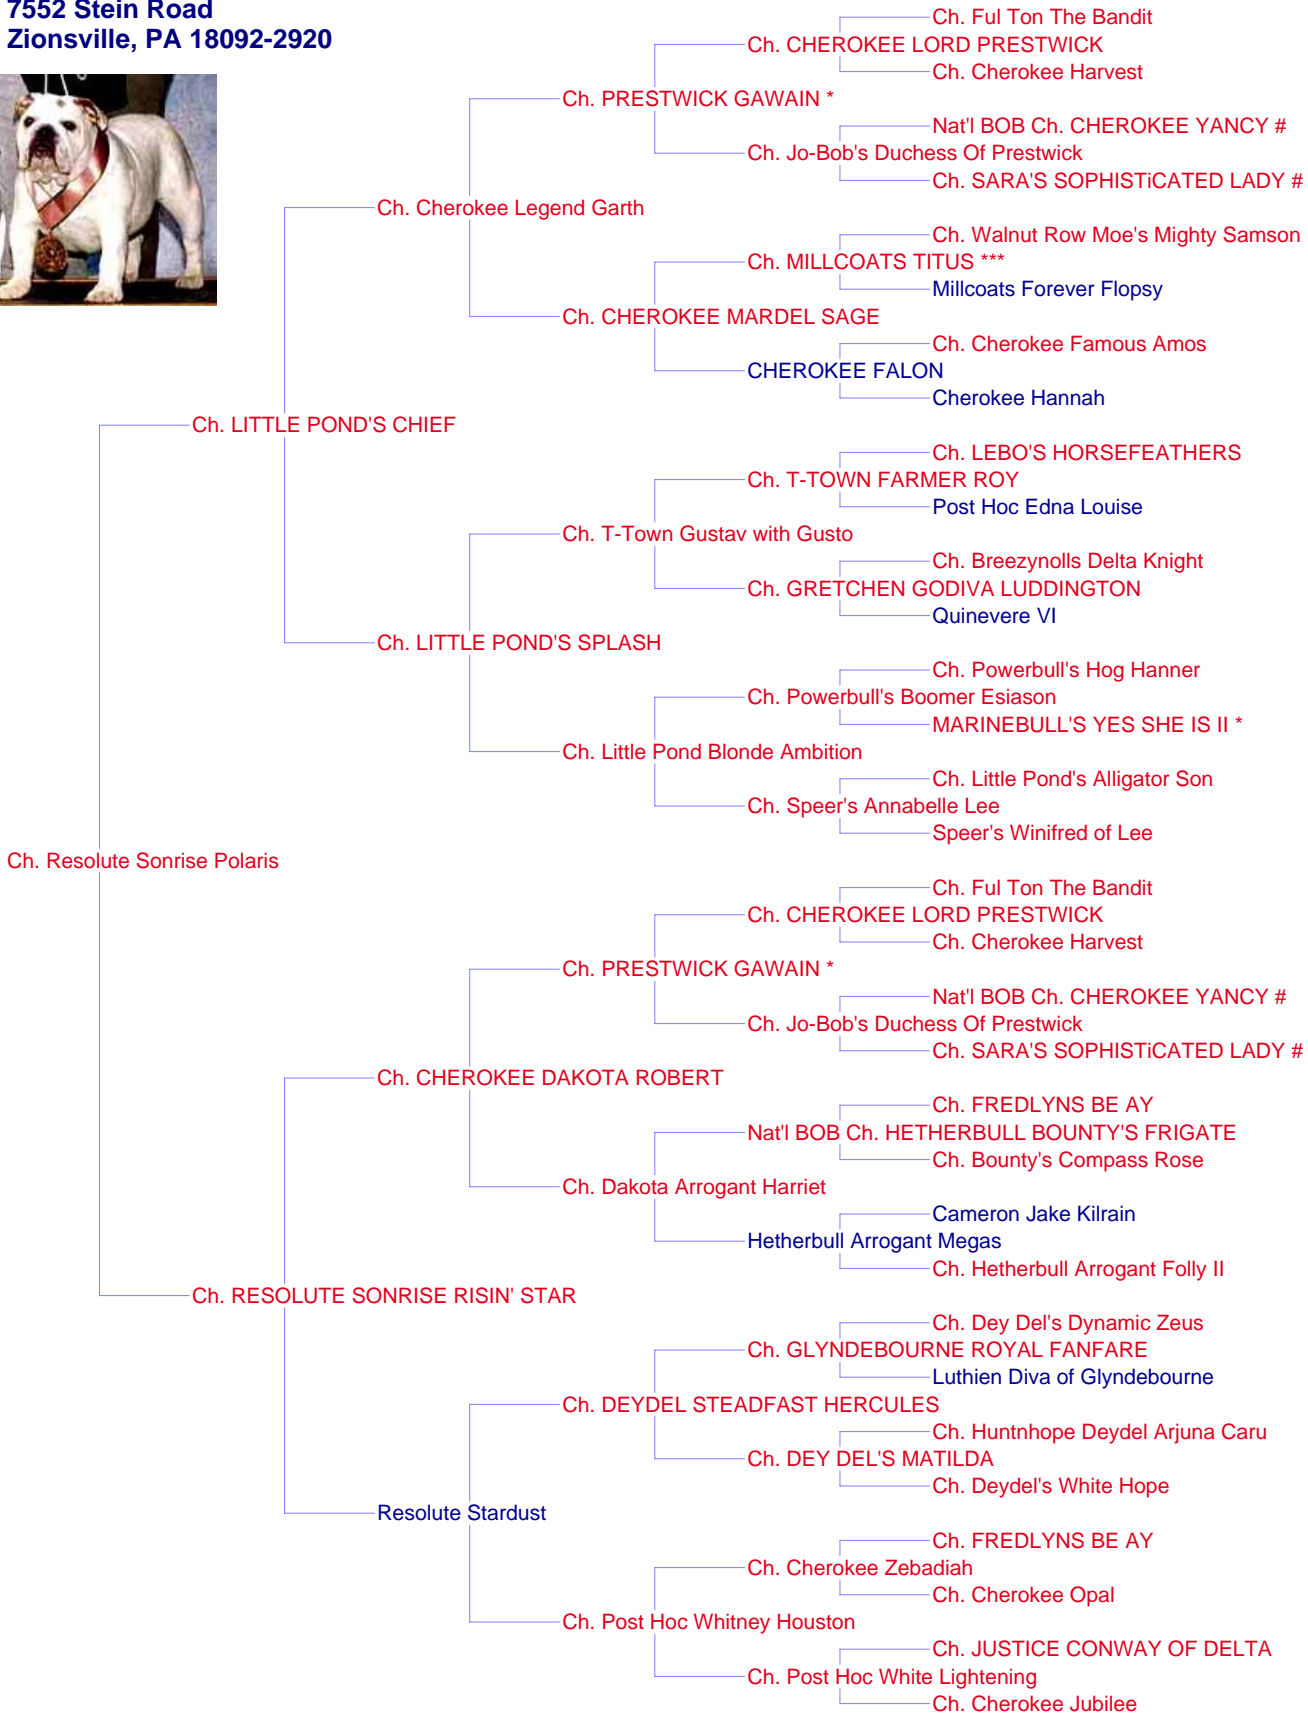 7552 Stein Road
Zionsville, PA 18092-2920
Ch. Ful Ton The Bandit
Ch. CHEROKEE LORD PRESTWICK
Ch. Cherokee Harvest
Ch. PRESTWICK GAWAIN *
Nat'l BOB Ch. CHEROKEE YANCY #
Ch. Jo-Bob's Duchess Of Prestwick
Ch. SARA'S SOPHISTiCATED LADY #
Ch. Cherokee Legend Garth
Ch. Walnut Row Moe's Mighty Samson
Ch. MILLCOATS TITUS ***
Millcoats Forever Flopsy
Ch. CHEROKEE MARDEL SAGE
Ch. Cherokee Famous Amos
CHEROKEE FALON
Cherokee Hannah
Ch. LITTLE POND'S CHIEF
Ch. LEBO'S HORSEFEATHERS
Ch. T-TOWN FARMER ROY
Post Hoc Edna Louise
Ch. T-Town Gustav with Gusto
Ch. Breezynolls Delta Knight
Ch. GRETCHEN GODIVA LUDDINGTON
Quinevere VI
Ch. LITTLE POND'S SPLASH
Ch. Powerbull's Hog Hanner
Ch. Powerbull's Boomer Esiason
MARINEBULL'S YES SHE IS II *
Ch. Little Pond Blonde Ambition
Ch. Little Pond's Alligator Son
Ch. Speer's Annabelle Lee
Speer's Winifred of Lee
Ch. Resolute Sonrise Polaris
Ch. Ful Ton The Bandit
Ch. CHEROKEE LORD PRESTWICK
Ch. Cherokee Harvest
Ch. PRESTWICK GAWAIN *
Nat'l BOB Ch. CHEROKEE YANCY #
Ch. Jo-Bob's Duchess Of Prestwick
Ch. SARA'S SOPHISTiCATED LADY #
Ch. CHEROKEE DAKOTA ROBERT
Ch. FREDLYNS BE AY
Nat'l BOB Ch. HETHERBULL BOUNTY'S FRIGATE
Ch. Bounty's Compass Rose
Ch. Dakota Arrogant Harriet
Cameron Jake Kilrain
Hetherbull Arrogant Megas
Ch. Hetherbull Arrogant Folly II
Ch. RESOLUTE SONRISE RISIN' STAR
Ch. Dey Del's Dynamic Zeus
Ch. GLYNDEBOURNE ROYAL FANFARE
Luthien Diva of Glyndebourne
Ch. DEYDEL STEADFAST HERCULES
Ch. Huntnhope Deydel Arjuna Caru
Ch. DEY DEL'S MATILDA
Ch. Deydel's White Hope
Resolute Stardust
Ch. FREDLYNS BE AY
Ch. Cherokee Zebadiah
Ch. Cherokee Opal
Ch. Post Hoc Whitney Houston
Ch. JUSTICE CONWAY OF DELTA
Ch. Post Hoc White Lightening
Ch. Cherokee Jubilee